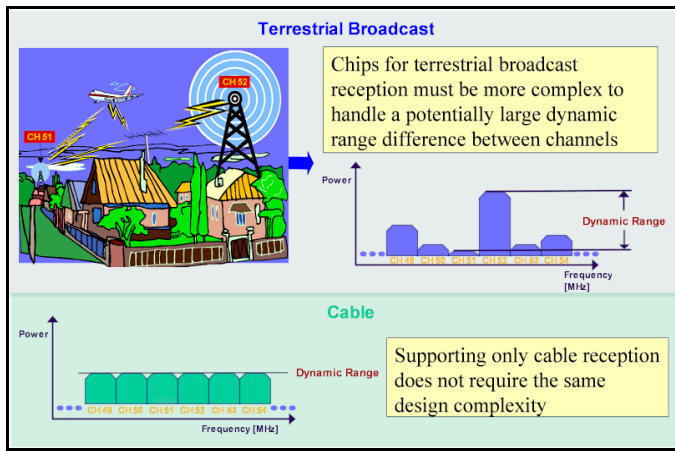 Terrestrial Broadcast
CH 51
CH 52
Chips for terrestrial broadcast
reception must be more complex to
handle a potentially large dynamic
range difference between channels
Power
Dynamic Range
CH 49 CH 50 CH 51 CH 52 CH 53 CH 54
Frequency
[MHz]
Cable
Power
Dynamic Range
CH 49 CH 50 CH 51 CH 52 CH 53 CH 54
Frequency [MHz]
Supporting only cable reception
does not require the same
design complexity